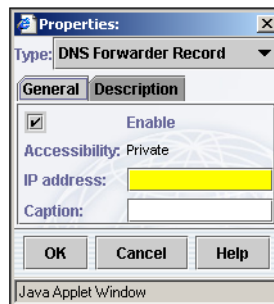 Properties:
Type: DNS Forwarder Record
General Description
Enable
Accessibility: Private
IP address:
Caption:
OK Cancel Help
Java Applet Window